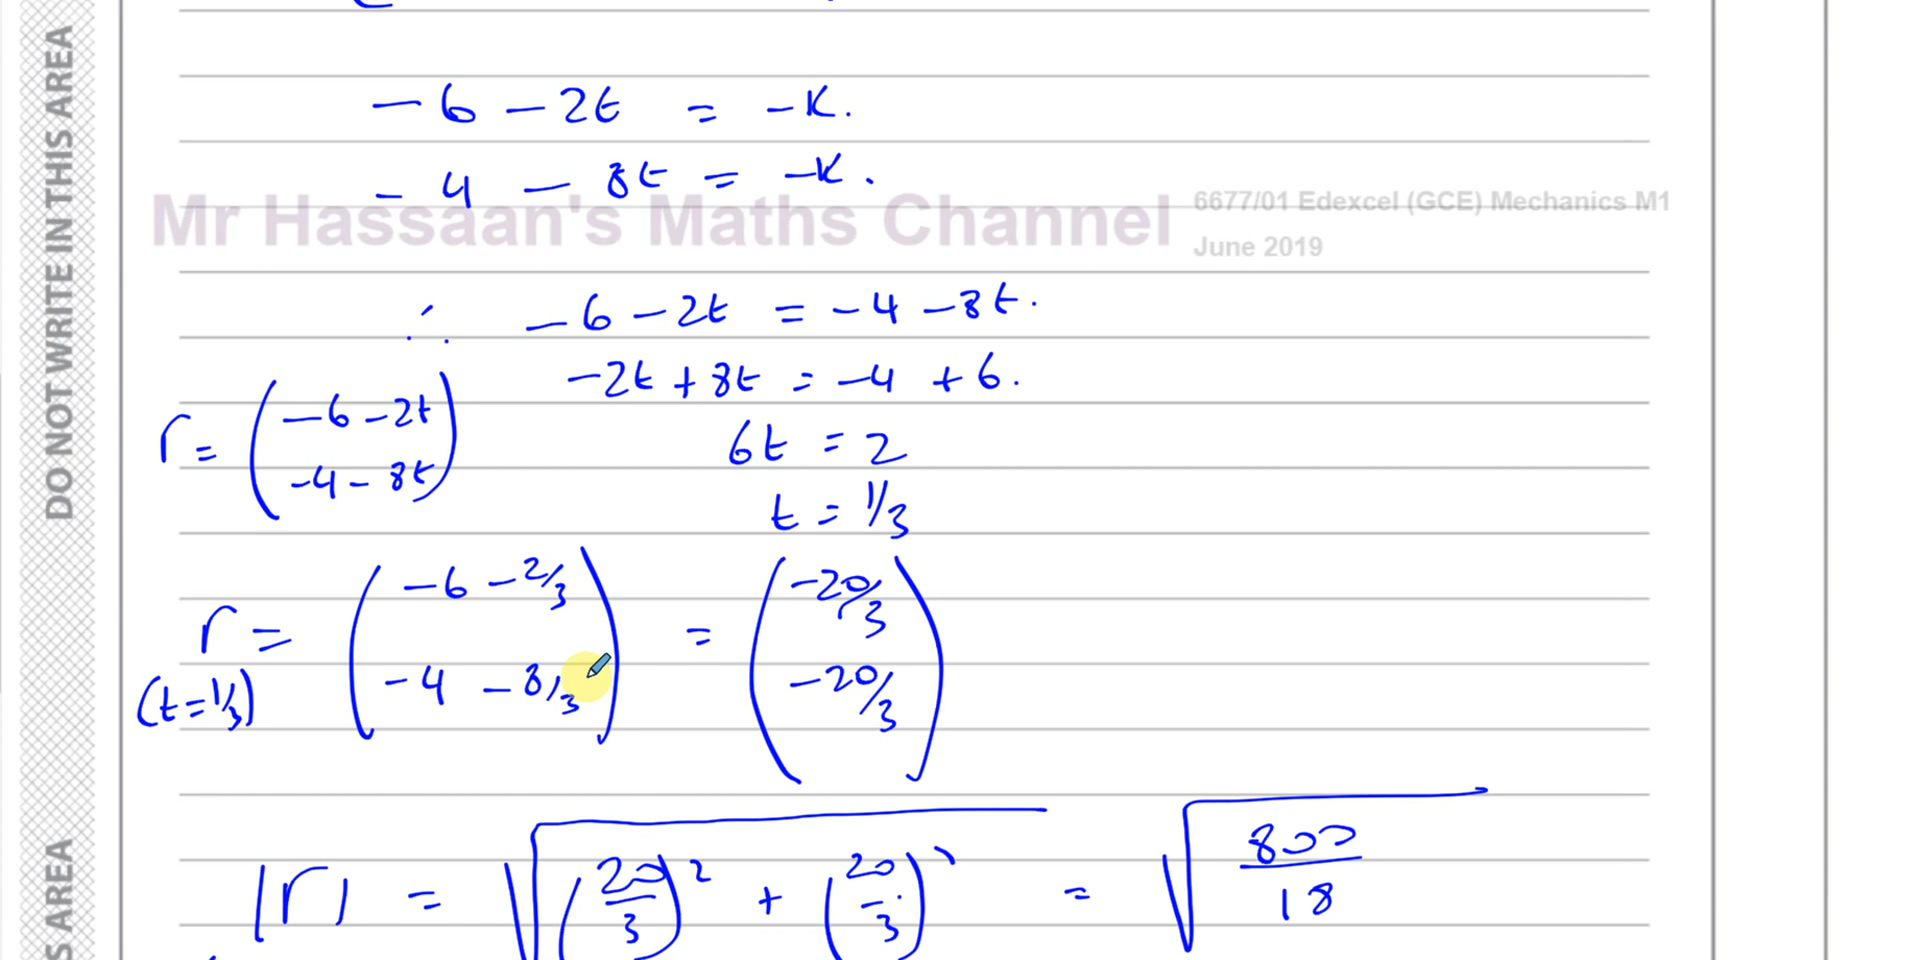 DO NOT WRITE IN THIS AREA
-6 - 2t = -K.
-4 - 8t = -K.
Mr Hassaan's Maths Channel
6677/01 Edexcel (GCE) Mechanics M1
June 2019
∴ -6 - 2t = -4 - 8t.
-2t + 8t = -4 + 6.
r = (-6 - 2t
-4 - 8t)
6t = 2
t = 1/3
r = (-6 - 2/3
-4 - 8/3) = (-20/3
-20/3)
(t = 1/3)
|r| = √((20/3)² + (20/3)²) = √(800/18)
S AREA